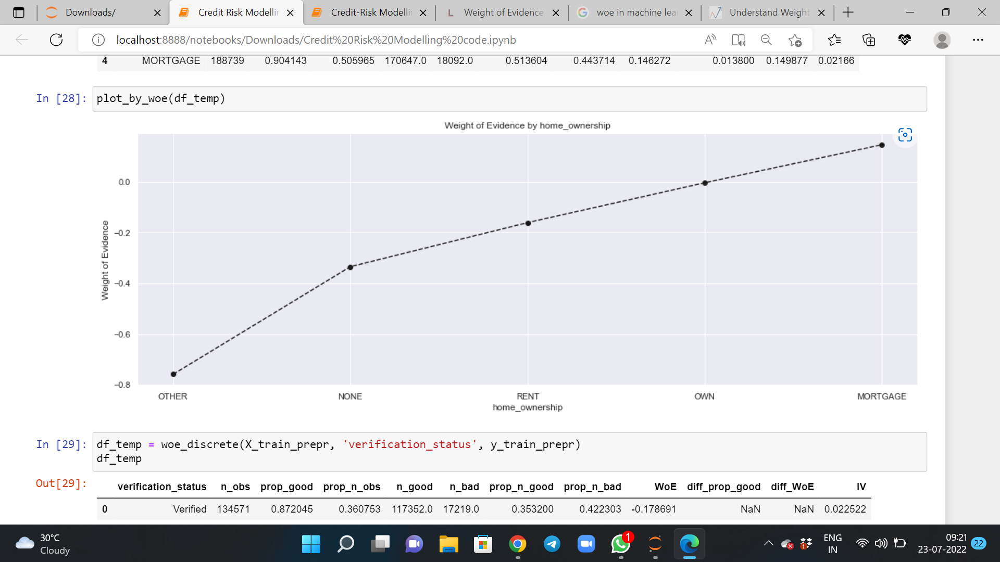 Downloads/
Credit Risk Modellin
Credit-Risk Modellin
L Weight of Evidence
woe in machine lea
Understand Weight
localhost:8888/notebooks/Downloads/Credit%20Risk%20Modelling%20code.ipynb
4 MORTGAGE 188739 0.904143 0.505965 170647.0 18092.0 0.513604 0.443714 0.146272 0.013800 0.149877 0.02166
In [28]: plot_by_woe(df_temp)
Weight of Evidence by home_ownership
0.0
−0.2
−0.4
−0.6
−0.8
Weight of Evidence
OTHER NONE RENT OWN MORTGAGE
home_ownership
In [29]: df_temp = woe_discrete(X_train_prepr, 'verification_status', y_train_prepr)
df_temp
Out[29]:
verification_status n_obs prop_good prop_n_obs n_good n_bad prop_n_good prop_n_bad WoE diff_prop_good diff_WoE IV
0 Verified 134571 0.872045 0.360753 117352.0 17219.0 0.353200 0.422303 -0.178691 NaN NaN 0.022522
30°C
Cloudy
1
1
ENG
IN
09:21
23-07-2022
22